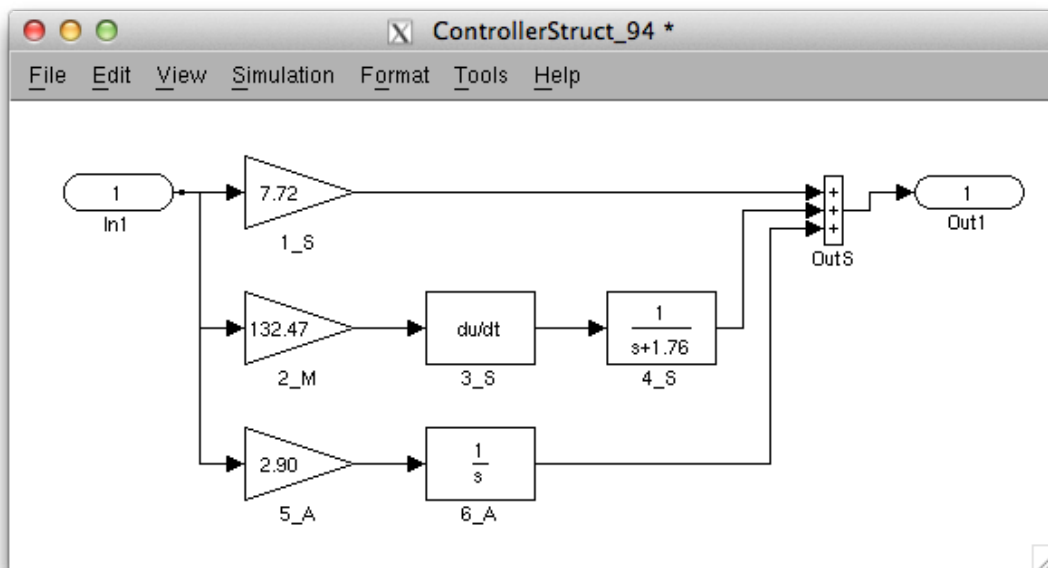 ControllerStruct_94 *
File Edit View Simulation Format Tools Help
1
In1
7.72
1_S
+
+
+
OutS
1
Out1
132.47
2_M
du/dt
3_S
1
s+1.76
4_S
2.90
5_A
1
s
6_A